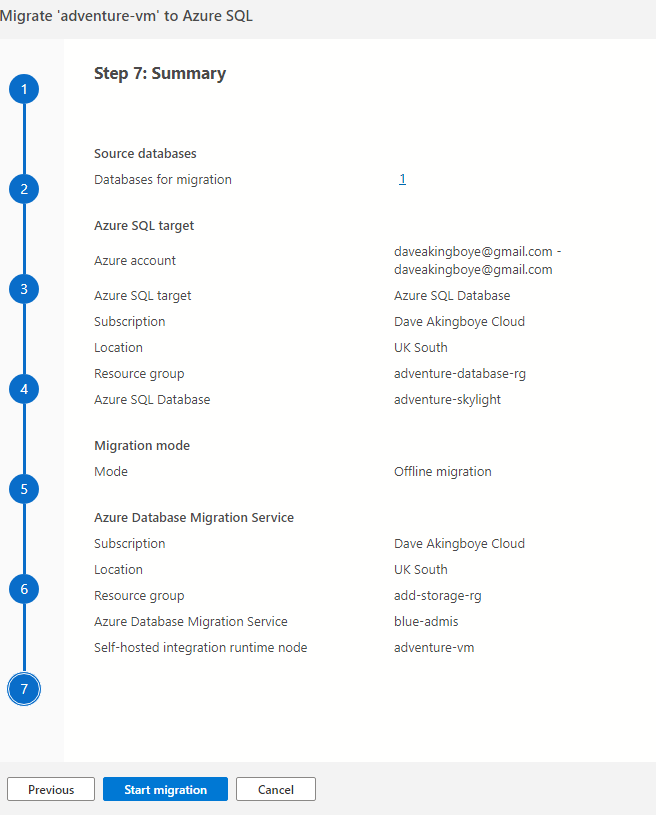 Migrate 'adventure-vm' to Azure SQL
Step 7: Summary
1
2
3
4
5
6
7
Source databases
Databases for migration 1
Azure SQL target
Azure account daveakingboye@gmail.com -
daveakingboye@gmail.com
Azure SQL target Azure SQL Database
Subscription Dave Akingboye Cloud
Location UK South
Resource group adventure-database-rg
Azure SQL Database adventure-skylight
Migration mode
Mode Offline migration
Azure Database Migration Service
Subscription Dave Akingboye Cloud
Location UK South
Resource group add-storage-rg
Azure Database Migration Service blue-admis
Self-hosted integration runtime node adventure-vm
Previous Start migration Cancel